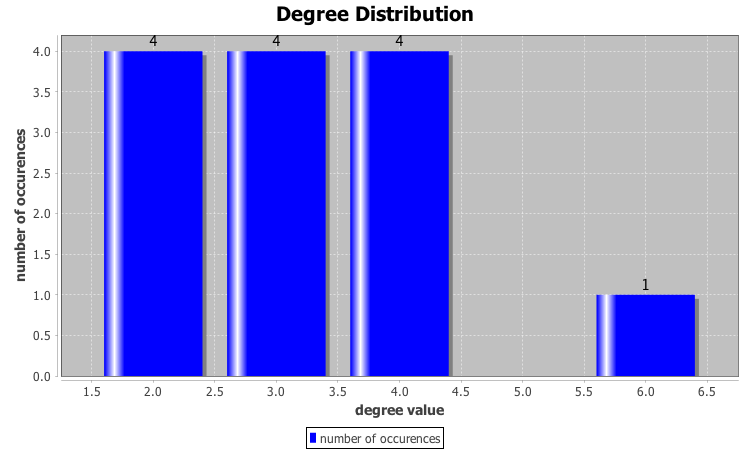 Degree Distribution
4 4 4 1
number of occurences
4.0
3.5
3.0
2.5
2.0
1.5
1.0
0.5
0.0
1.5 2.0 2.5 3.0 3.5 4.0 4.5 5.0 5.5 6.0 6.5
degree value
number of occurences